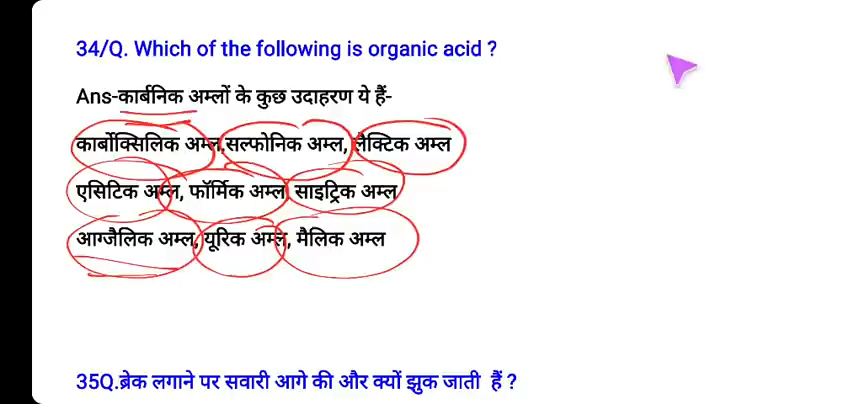 34/Q. Which of the following is organic acid ?
Ans-कार्बनिक अम्लों के कुछ उदाहरण ये हैं-
कार्बोक्सिलिक अम्ल,सल्फोनिक अम्ल, लैक्टिक अम्ल
एसिटिक अम्ल, फॉर्मिक अम्ल, साइट्रिक अम्ल
आग्जैलिक अम्ल, यूरिक अम्ल, मैलिक अम्ल
35Q.ब्रेक लगाने पर सवारी आगे की और क्यों झुक जाती हैं ?